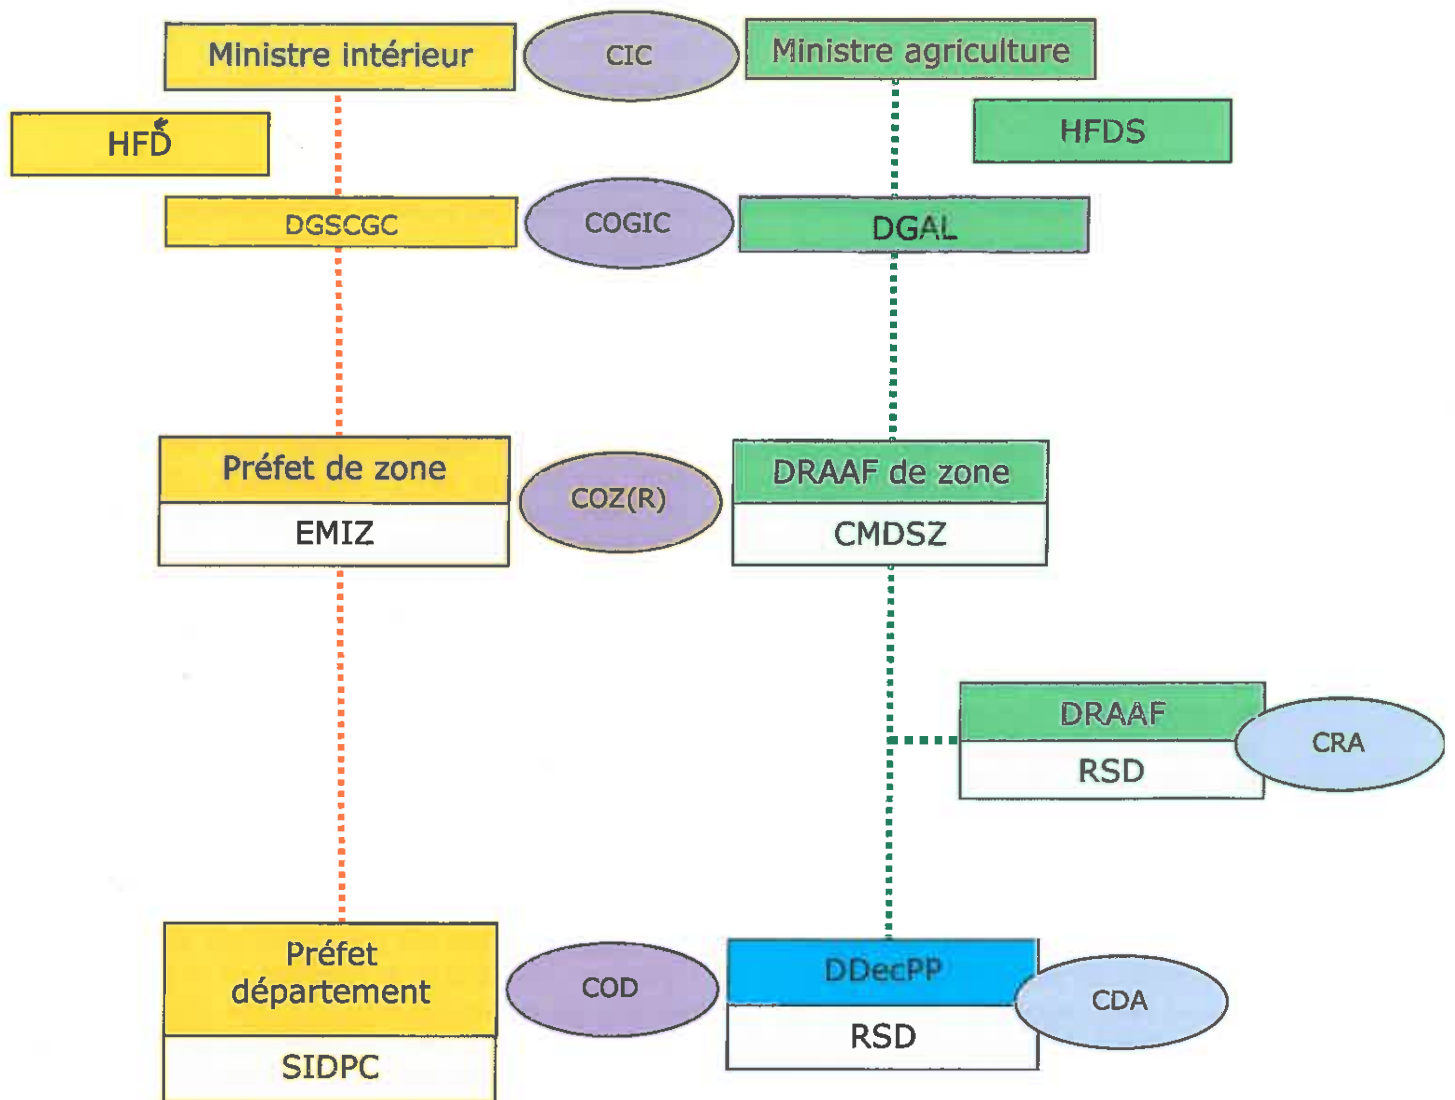 Ministre intérieur
CIC
Ministre agriculture
HFD
HFDS
DGSCGC
COGIC
DGAL
Préfet de zone
EMIZ
COZ(R)
DRAAF de zone
CMDSZ
DRAAF
RSD
CRA
Préfet
département
SIDPC
COD
DDecPP
RSD
CDA